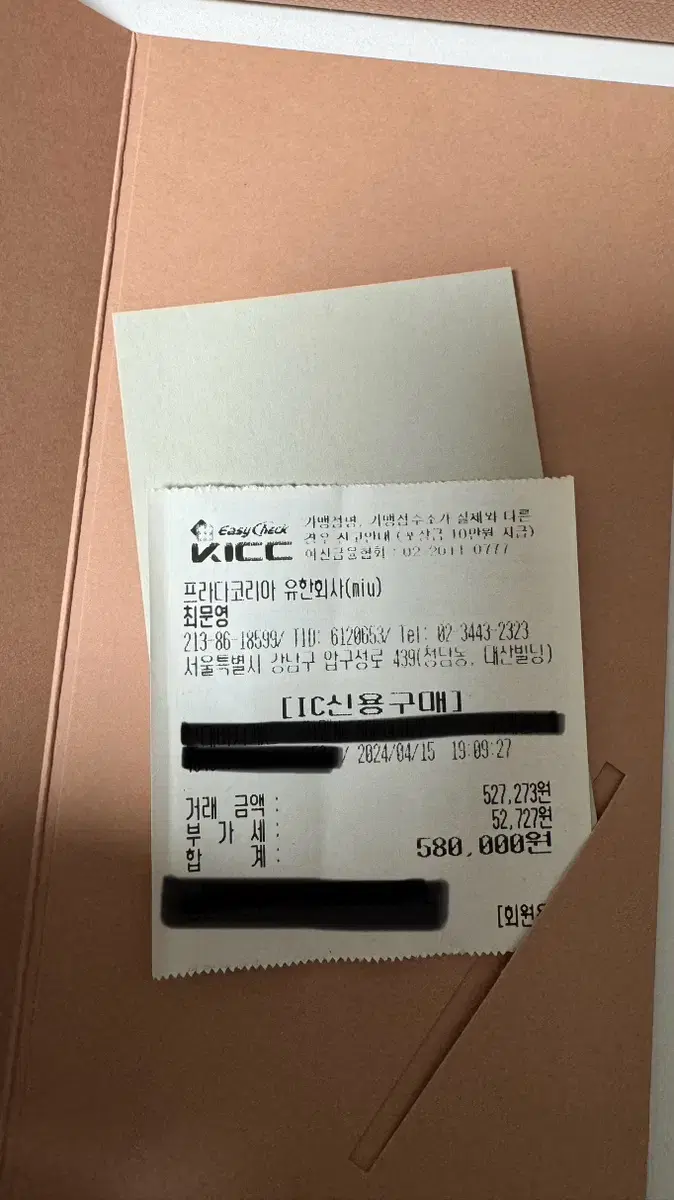 Easy Check
KICC
가맹점명, 가맹점주소가 실제와 다른
경우 신고안내 (포상금 10만원 지급)
여신금융협회 : 02-2011-0777
프라다코리아 유한회사(miu)
최문영
213-86-18599/ TID: 6120653/ Tel: 02-3443-2323
서울특별시 강남구 압구정로 439(청담동, 대산빌딩)
[IC신용구매]
/ 2024/04/15 19:09:27
거래 금액 : 527,273원
부 가 세 : 52,727원
합 계 : 580,000원
[회원용